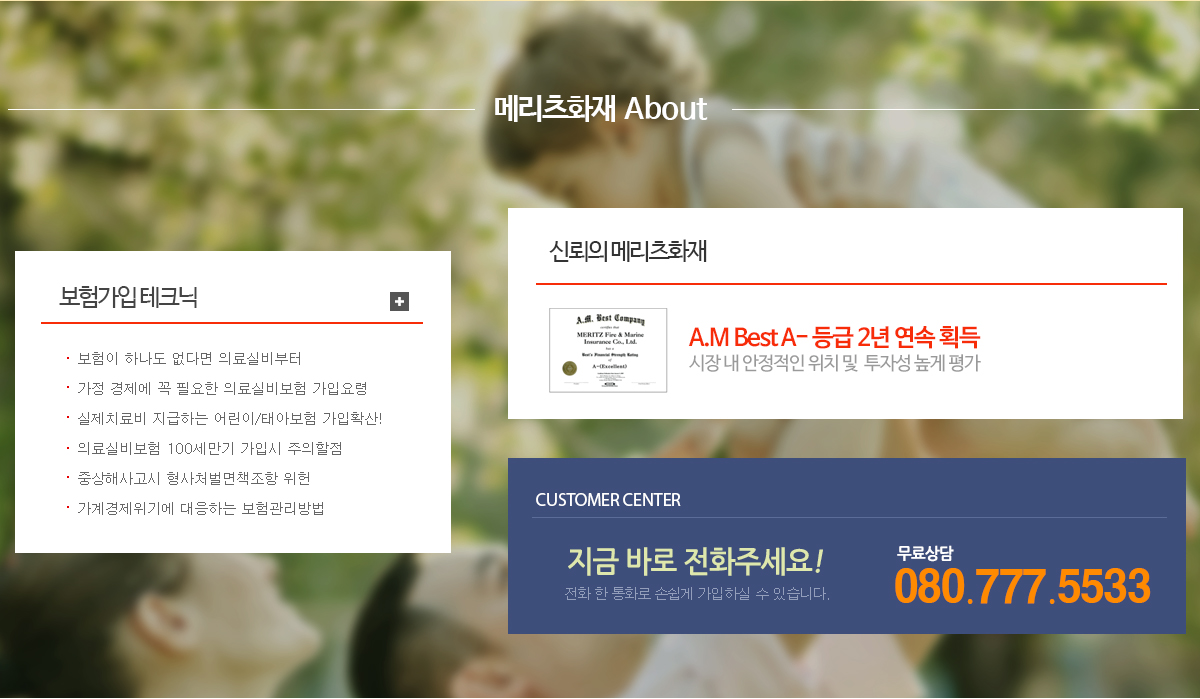 메리츠화재 About
보험가입 테크닉
· 보험이 하나도 없다면 의료실비부터
· 가정 경제에 꼭 필요한 의료실비보험 가입요령
· 실제치료비 지급하는 어린이/태아보험 가입확산!
· 의료실비보험 100세만기 가입시 주의할점
· 중상해사고시 형사처벌면책조항 위헌
· 가계경제위기에 대응하는 보험관리방법
신뢰의 메리츠화재
A.M. Best Company
MERITZ Fire & Marine
Insurance Co., Ltd.
Best's Financial Strength Rating
A-(Excellent)
A.M Best A- 등급 2년 연속 획득
시장 내 안정적인 위치 및 투자성 높게 평가
CUSTOMER CENTER
지금 바로 전화주세요!
전화 한 통화로 손쉽게 가입하실 수 있습니다.
무료상담
080.777.5533